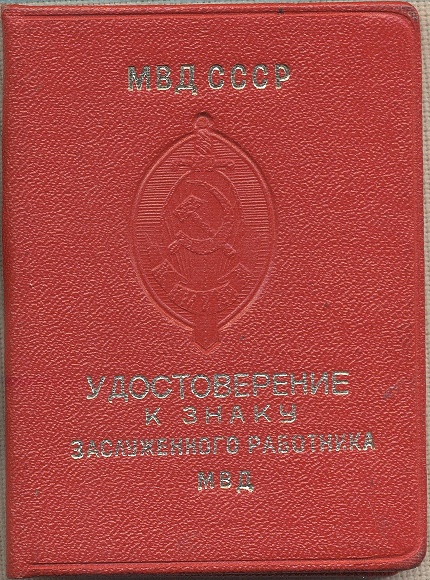 МВД СССР
УДОСТОВЕРЕНИЕ
К ЗНАКУ
ЗАСЛУЖЕННОГО РАБОТНИКА
МВД